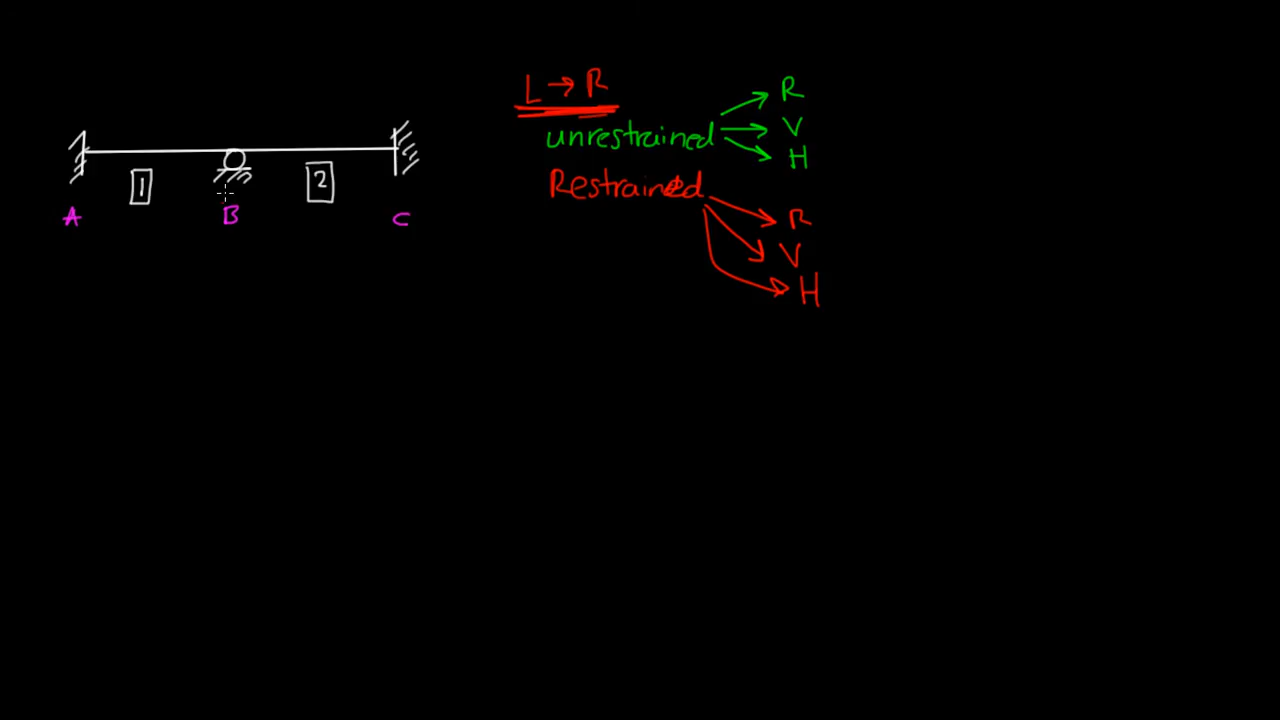 L → R
unrestrained → R
→ V
→ H
Restrained → R
→ V
→ H
1 2
A B C